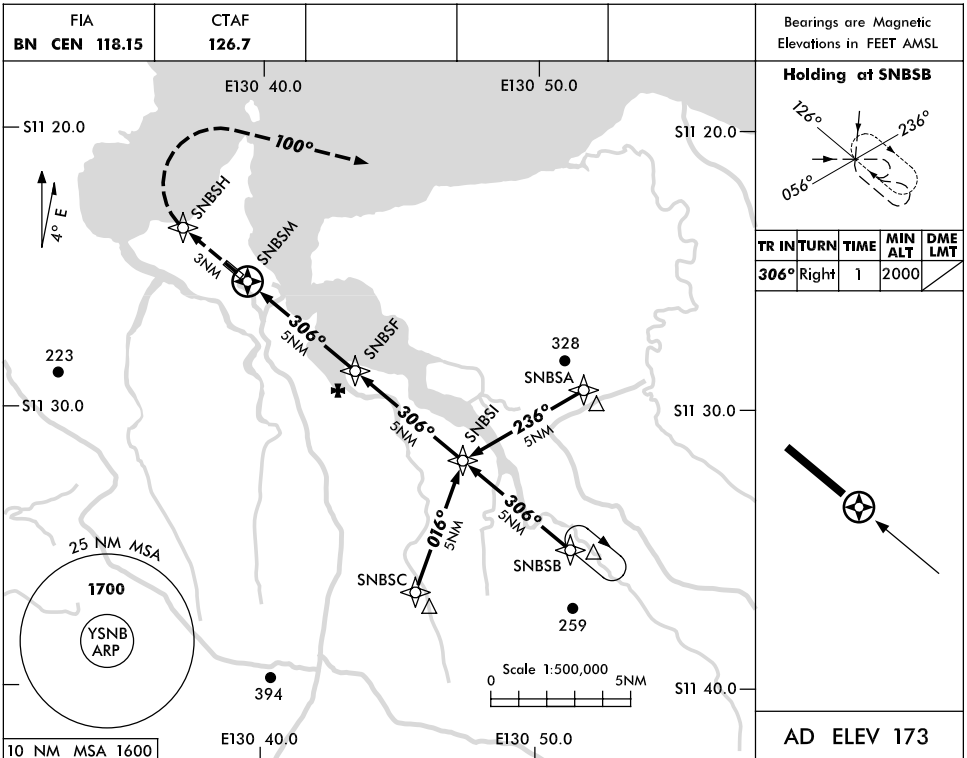 FIA
BN CEN 118.15
CTAF
126.7
Bearings are Magnetic
Elevations in FEET AMSL
E130 40.0
E130 50.0
S11 20.0
S11 20.0
100°
4° E
SNBSH
SNBSM
3NM
306°
5NM
SNBSF
223
328
SNBSA
S11 30.0
S11 30.0
306°
5NM
SNBSI
236°
5NM
306°
5NM
016°
5NM
SNBSB
SNBSC
259
394
25 NM MSA
1700
YSNB
ARP
10 NM MSA 1600
Scale 1:500,000
0
5NM
S11 40.0
E130 40.0
E130 50.0
Holding at SNBSB
126°
236°
056°
TR IN TURN TIME MIN ALT DME LMT
306° Right 1 2000
AD ELEV 173